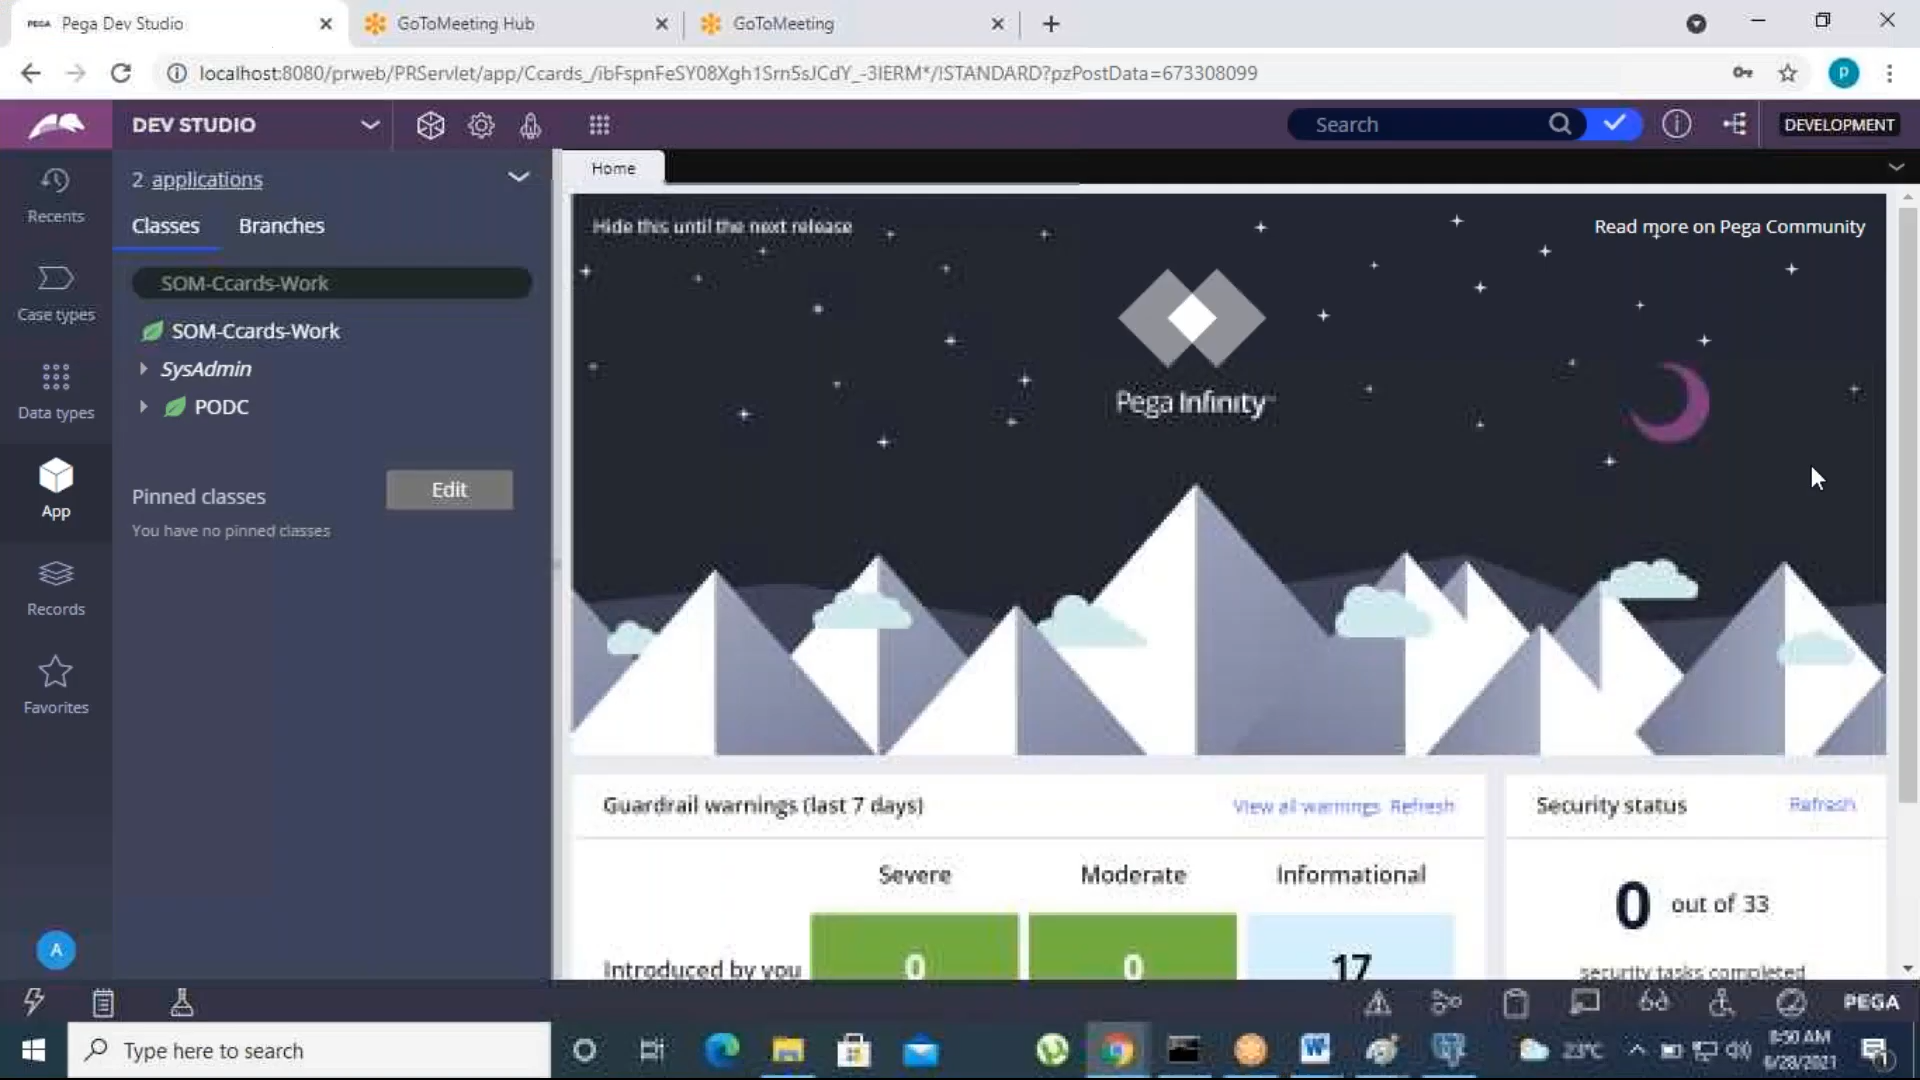 PEGA Pega Dev Studio
GoToMeeting Hub
GoToMeeting
localhost:8080/prweb/PRServlet/app/Ccards_/ibFspnFeSY08Xgh1Srn5sJCdY_-3IERM*/!STANDARD?pzPostData=673308099
P
DEV STUDIO
Search
DEVELOPMENT
Recents
Case types
Data types
App
Records
Favorites
A
2 applications
Classes
Branches
SOM-Ccards-Work
SOM-Ccards-Work
SysAdmin
PODC
Pinned classes
Edit
You have no pinned classes
Home
Hide this until the next release
Read more on Pega Community
Pega Infinity
Guardrail warnings (last 7 days)
View all warnings Refresh
Severe
Moderate
Informational
Introduced by you
0
0
17
Security status
Refresh
0 out of 33
security tasks completed
PEGA
Type here to search
23°C
8:50 AM
6/28/2021
1